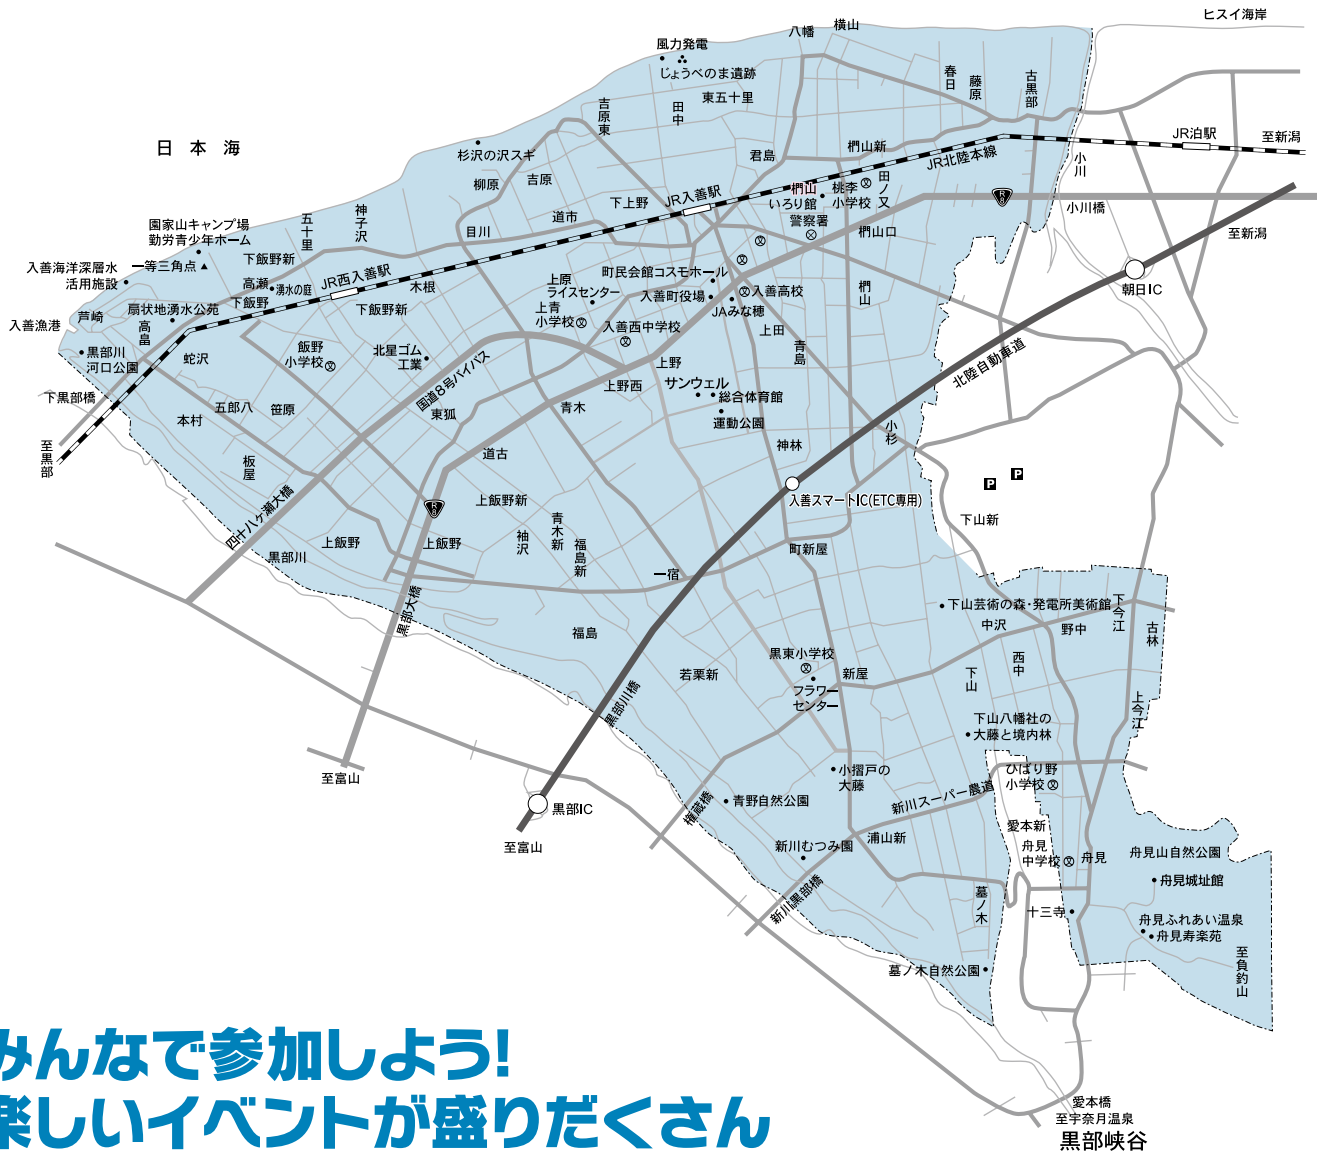 ヒスイ海岸
横山
八幡
風力発電
じょうべのま遺跡
春日
藤原
古黒部
東五十里
田中
吉原東
日本海
杉沢の沢スギ
君島
椚山新
JR北陸本線
JR泊駅
至新潟
小川
柳原
吉原
椚山
いろり館
桃李
小学校
田ノ又
R8
小川橋
神子沢
下上野
JR入善駅
道市
警察署
椚山口
至新潟
園家山キャンプ場
勤労青少年ホーム
五十里
目川
下飯野新
一等三角点
入善海洋深層水
活用施設
高瀬
湧水の庭
JR西入善駅
木根
上原
ライスセンター
町民会館コスモホール
入善町役場
入善高校
JAみな穂
椚山
朝日IC
下飯野
下飯野新
扇状地湧水公苑
芦崎
入善漁港
高畠
上青
小学校
入善西中学校
上田
青島
北陸自動車道
飯野
小学校
北星ゴム
工業
黒部川
河口公園
蛇沢
国道8号バイパス
上野
上野西
サンウェル
総合体育館
運動公園
下黒部橋
本村
五郎八
笹原
東狐
青木
神林
小杉
至黒部
板屋
道古
P
P
入善スマートIC(ETC専用)
上飯野新
R8
四十八ヶ瀬大橋
下山新
青木新
福島新
袖沢
上飯野
上飯野
黒部川
町新屋
一宿
黒部大橋
下山芸術の森・発電所美術館
中沢
野中
下今江
古林
福島
黒東小学校
フラワー
センター
新屋
下山
西中
若栗新
上今江
黒部川橋
下山八幡社の
大藤と境内林
小摺戸の
大藤
ひばり野
小学校
至富山
新川スーパー農道
青野自然公園
権蔵橋
黒部IC
至富山
愛本新
浦山新
新川むつみ園
舟見
中学校
舟見
舟見山自然公園
舟見城址館
新川黒部橋
墓ノ木
十三寺
舟見ふれあい温泉
舟見寿楽苑
至負釣山
墓ノ木自然公園
みんなで参加しよう!
楽しいイベントが盛りだくさん
愛本橋
至宇奈月温泉
黒部峡谷